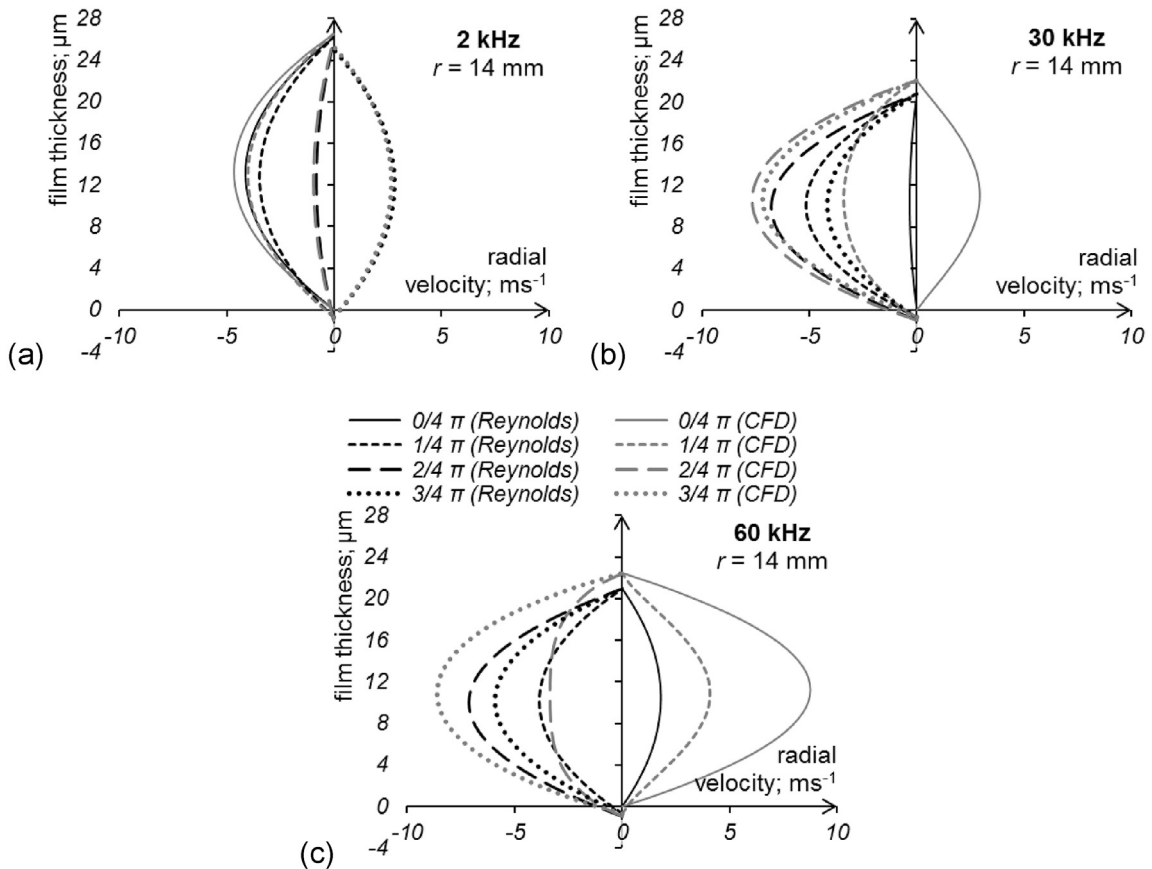 28
24
20
16
12
8
4
0
-4
film thickness; µm
2 kHz
r = 14 mm
radial
velocity; ms-1
-10
-5
0
5
10
(a)
28
24
20
16
12
8
4
0
-4
film thickness; µm
30 kHz
r = 14 mm
radial
velocity; ms-1
-10
-5
0
5
10
(b)
0/4 π (Reynolds)
0/4 π (CFD)
1/4 π (Reynolds)
1/4 π (CFD)
2/4 π (Reynolds)
2/4 π (CFD)
3/4 π (Reynolds)
3/4 π (CFD)
28
24
20
16
12
8
4
0
-4
film thickness; µm
60 kHz
r = 14 mm
radial
velocity; ms-1
-10
-5
0
5
10
(c)